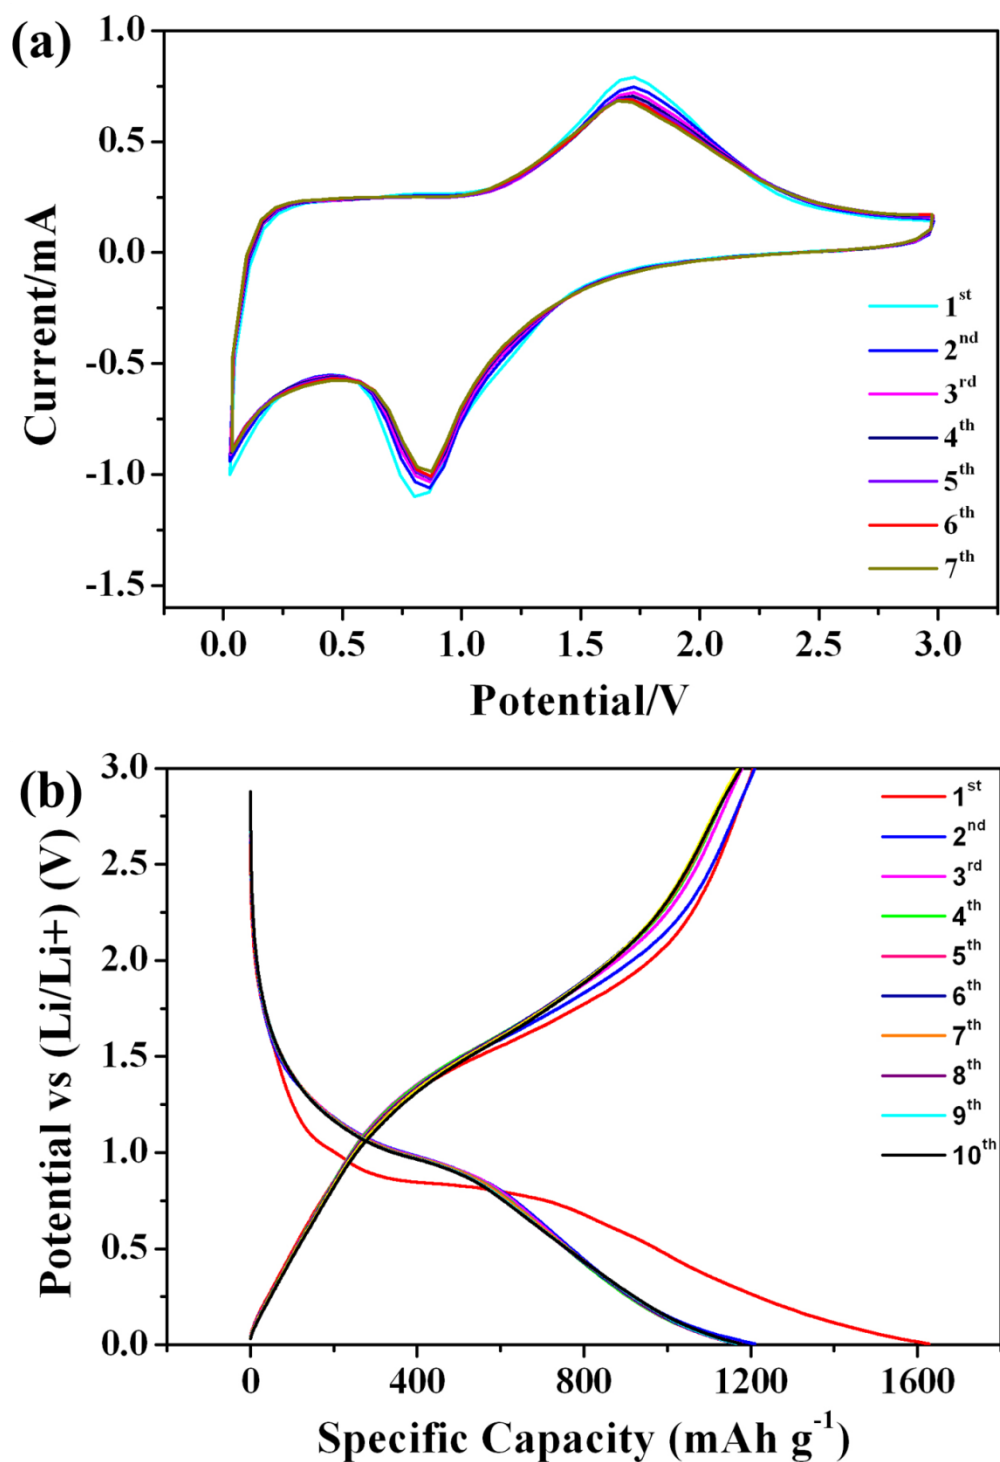 (a)
1.0
0.5
0.0
-0.5
-1.0
-1.5
Current/mA
1st
2nd
3rd
4th
5th
6th
7th
0.0 0.5 1.0 1.5 2.0 2.5 3.0
Potential/V
(b)
3.0
2.5
2.0
1.5
1.0
0.5
0.0
Potential vs (Li/Li+) (V)
1st
2nd
3rd
4th
5th
6th
7th
8th
9th
10th
0 400 800 1200 1600
Specific Capacity (mAh g-1)